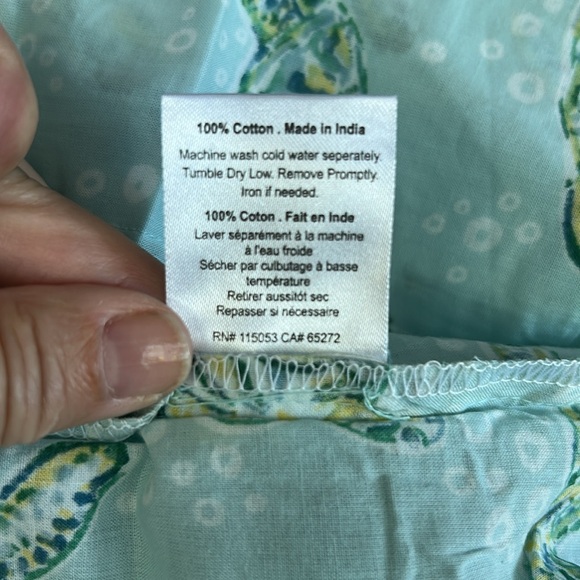 100% Cotton . Made in India
Machine wash cold water seperately.
Tumble Dry Low. Remove Promptly.
Iron if needed.
100% Coton . Fait en Inde
Laver séparément à la machine
à l'eau froide
Sécher par culbutage à basse
température
Retirer aussitôt sec
Repasser si nécessaire
RN# 115053 CA# 65272